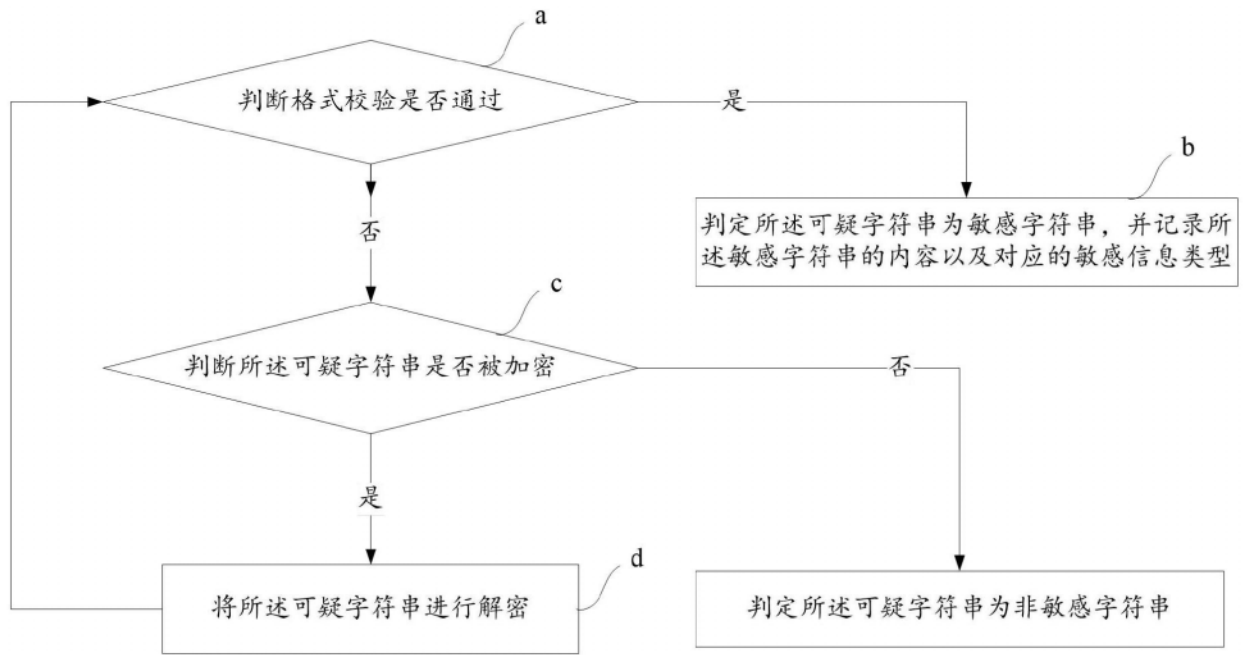 a
判断格式校验是否通过
是
b
判定所述可疑字符串为敏感字符串，并记录所
述敏感字符串的内容以及对应的敏感信息类型
否
c
判断所述可疑字符串是否被加密
否
是
d
将所述可疑字符串进行解密
判定所述可疑字符串为非敏感字符串